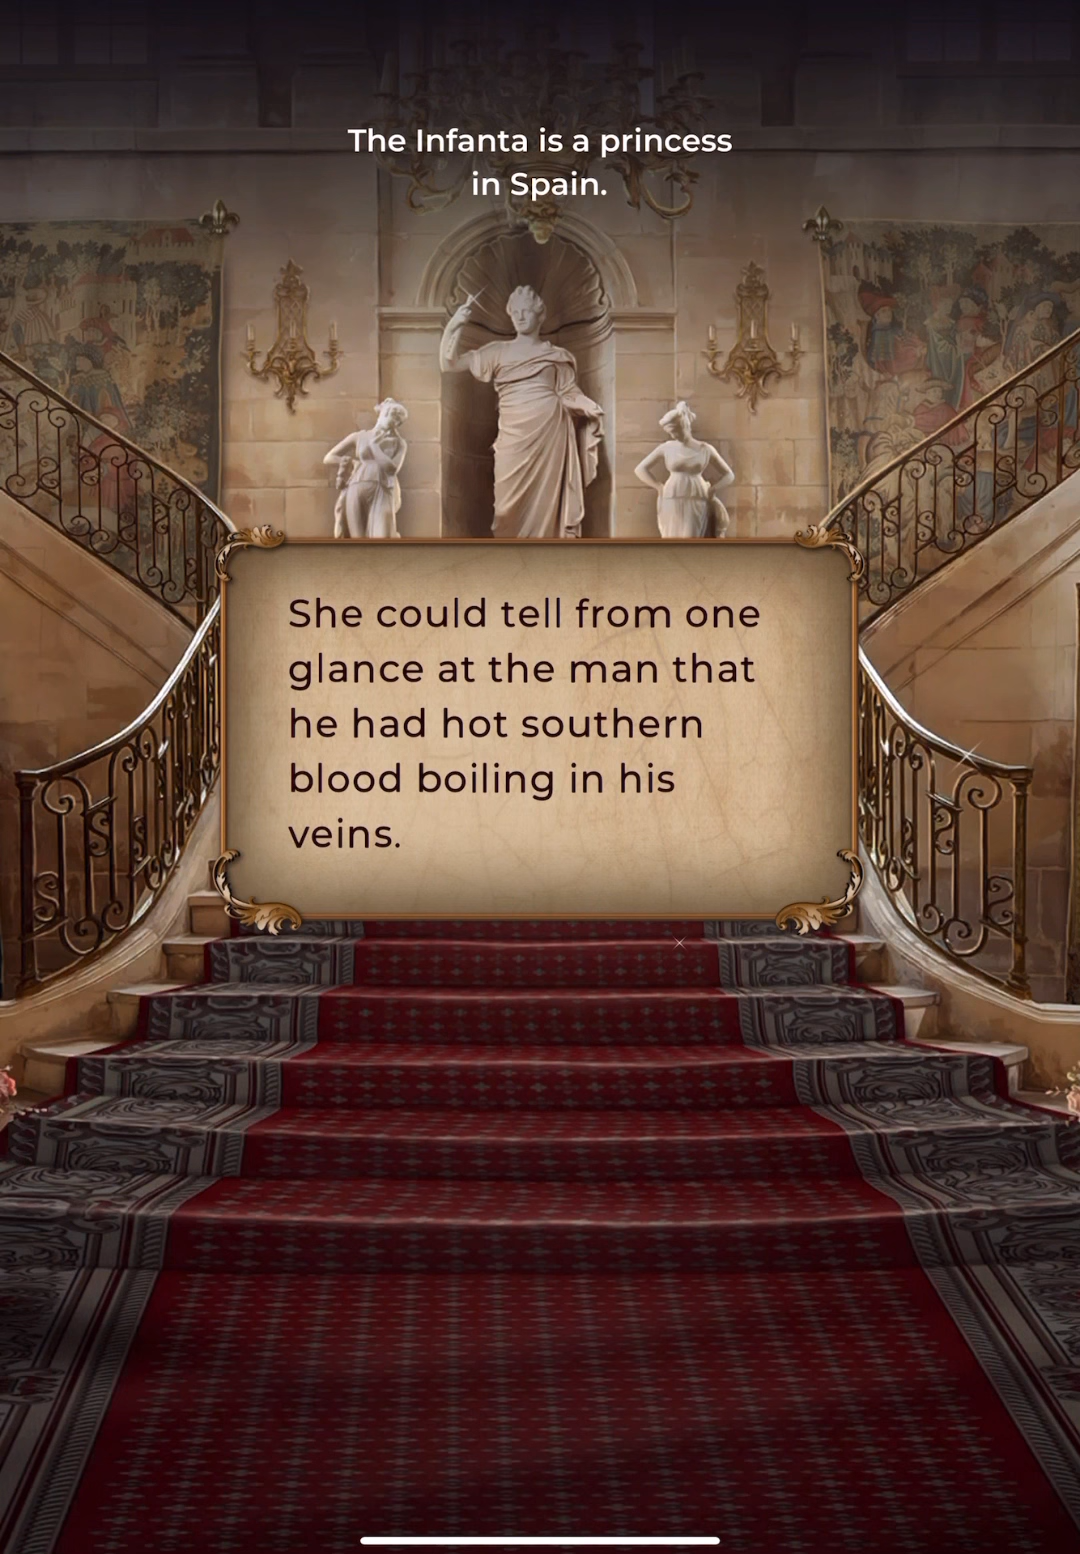 The Infanta is a princess
in Spain.
She could tell from one
glance at the man that
he had hot southern
blood boiling in his
veins.